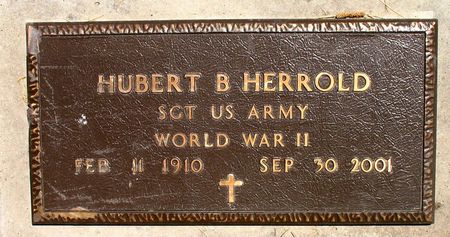 HUBERT B HERROLD
SGT US ARMY
WORLD WAR II
FEB 11 1910 SEP 30 2001